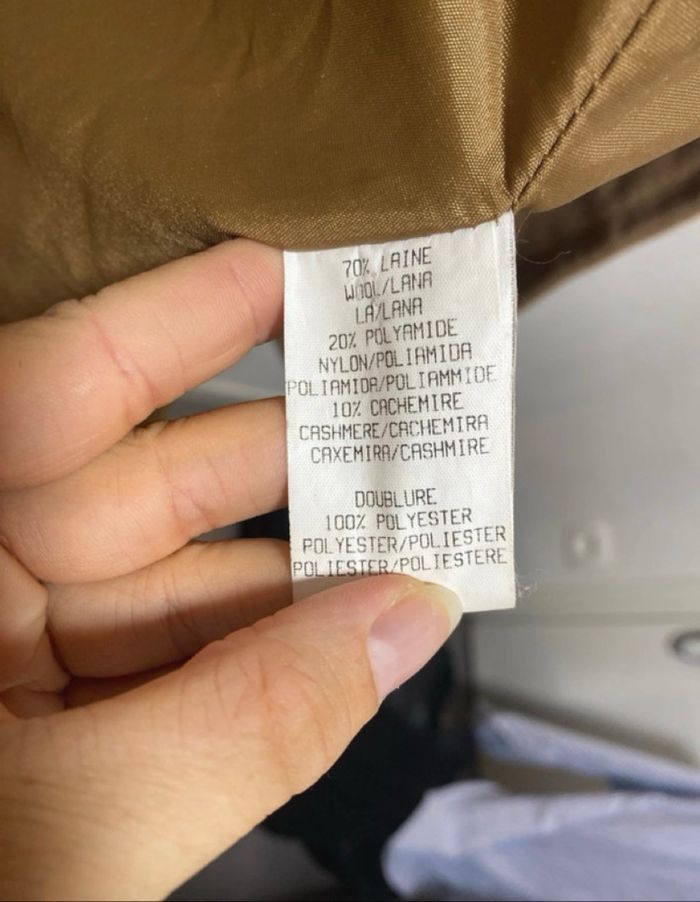 70% LAINE
WOOL/LANA
LA/LANA
20% POLYAMIDE
NYLON/POLIAMIDA
POLIAMIDA/POLIAMMIDE
10% CACHEMIRE
CASHMERE/CACHEMIRA
CAXEMIRA/CASHMIRE
DOUBLURE
100% POLYESTER
POLYESTER/POLIESTER
POLIESTER/POLIESTERE